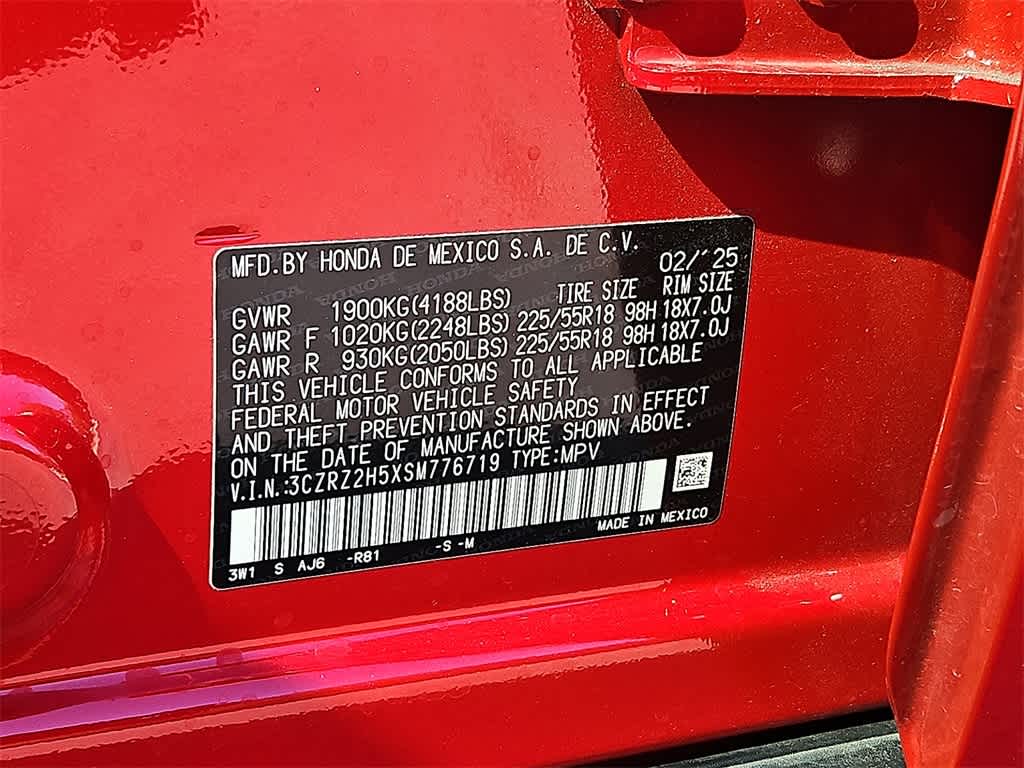 MFD.BY HONDA DE MEXICO S.A. DE C.V. 02/'25
TIRE SIZE RIM SIZE
GVWR 1900KG(4188LBS)
GAWR F 1020KG(2248LBS) 225/55R18 98H 18X7.0J
GAWR R 930KG(2050LBS) 225/55R18 98H 18X7.0J
THIS VEHICLE CONFORMS TO ALL APPLICABLE
FEDERAL MOTOR VEHICLE SAFETY
AND THEFT PREVENTION STANDARDS IN EFFECT
ON THE DATE OF MANUFACTURE SHOWN ABOVE.
V.I.N.:3CZRZ2H5XSM776719 TYPE:MPV
MADE IN MEXICO
3W1 S AJ6 -R81 -S -M